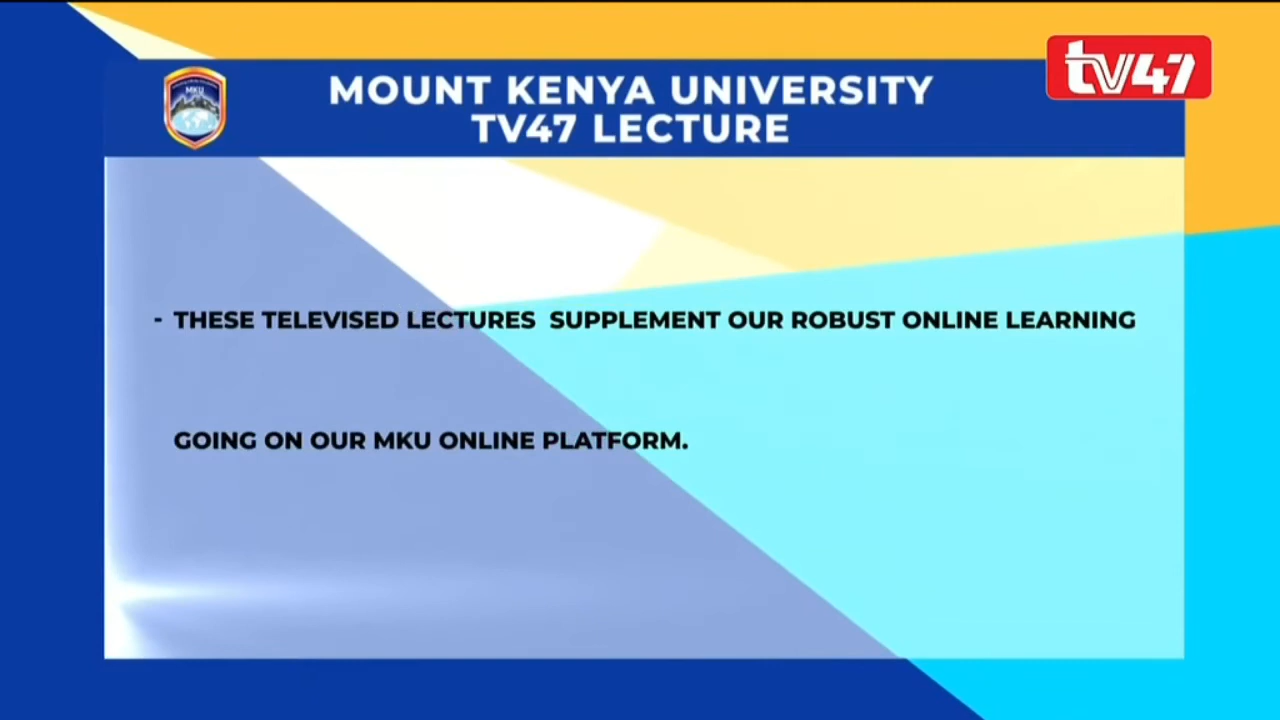 tv47
MKU
MOUNT KENYA UNIVERSITY
TV47 LECTURE
- THESE TELEVISED LECTURES SUPPLEMENT OUR ROBUST ONLINE LEARNING
GOING ON OUR MKU ONLINE PLATFORM.